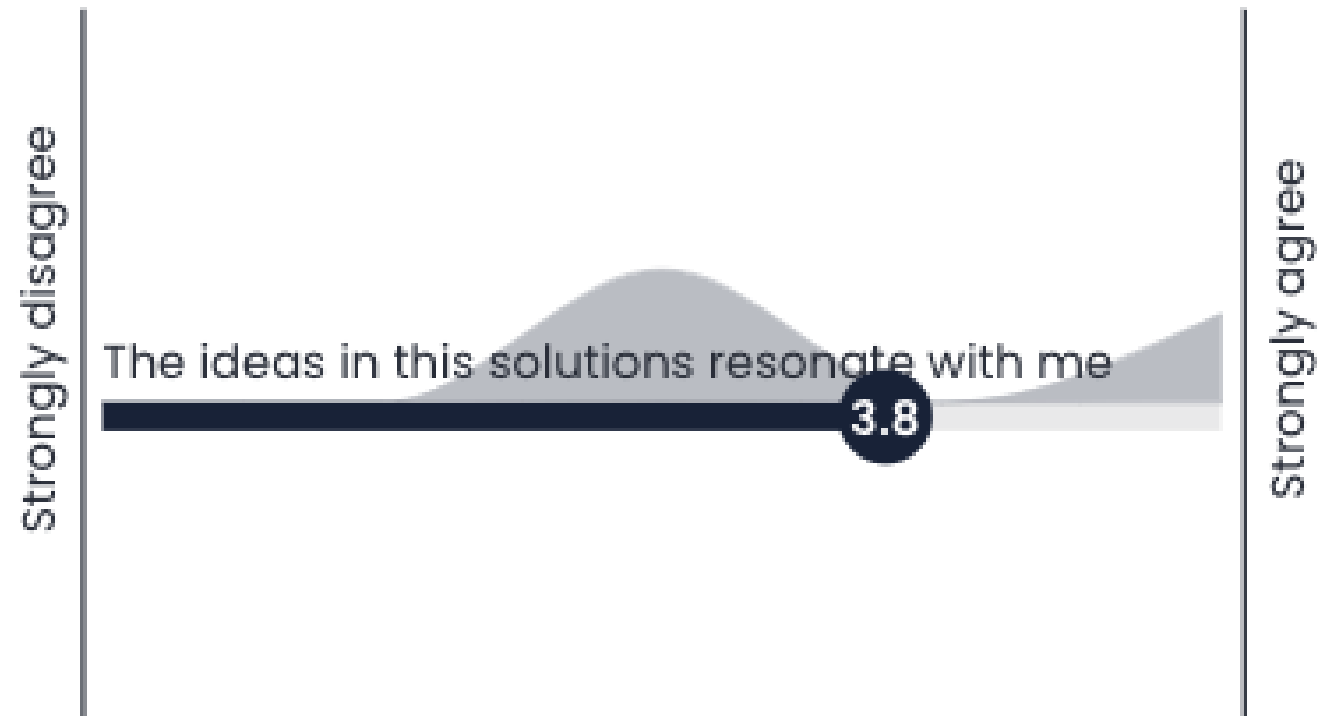 Strongly disagree
The ideas in this solutions resonate with me
3.8
Strongly agree